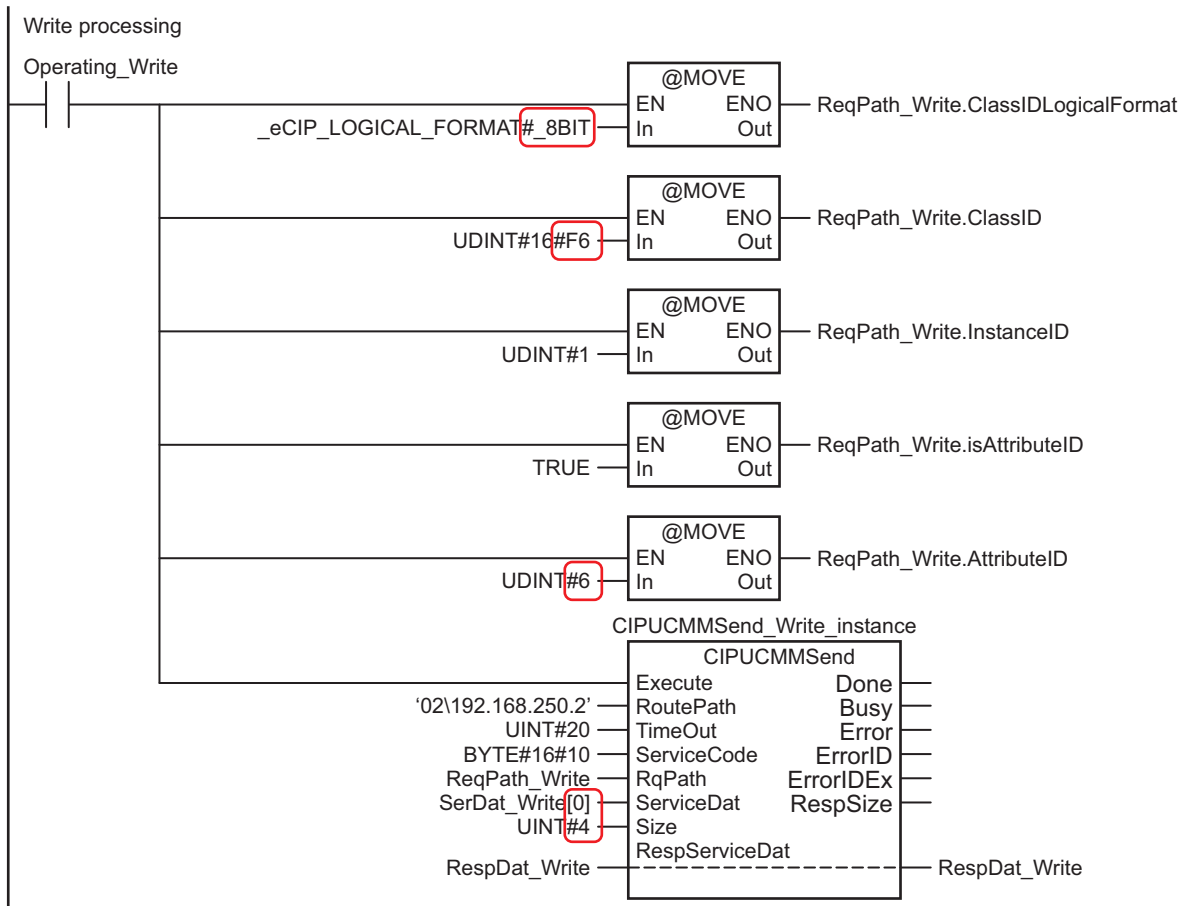 Write processing
Operating_Write
@MOVE
EN ENO ReqPath_Write.ClassIDLogicalFormat
_eCIP_LOGICAL_FORMAT#_8BIT In Out
@MOVE
EN ENO ReqPath_Write.ClassID
UDINT#16#F6 In Out
@MOVE
EN ENO ReqPath_Write.InstanceID
UDINT#1 In Out
@MOVE
EN ENO ReqPath_Write.isAttributeID
TRUE In Out
@MOVE
EN ENO ReqPath_Write.AttributeID
UDINT#6 In Out
CIPUCMMSend_Write_instance
CIPUCMMSend
Execute Done
‘02\192.168.250.2’ RoutePath Busy
UINT#20 TimeOut Error
BYTE#16#10 ServiceCode ErrorID
ReqPath_Write RqPath ErrorIDEx
SerDat_Write[0] ServiceDat RespSize
UINT#4 Size
RespServiceDat
RespDat_Write RespDat_Write